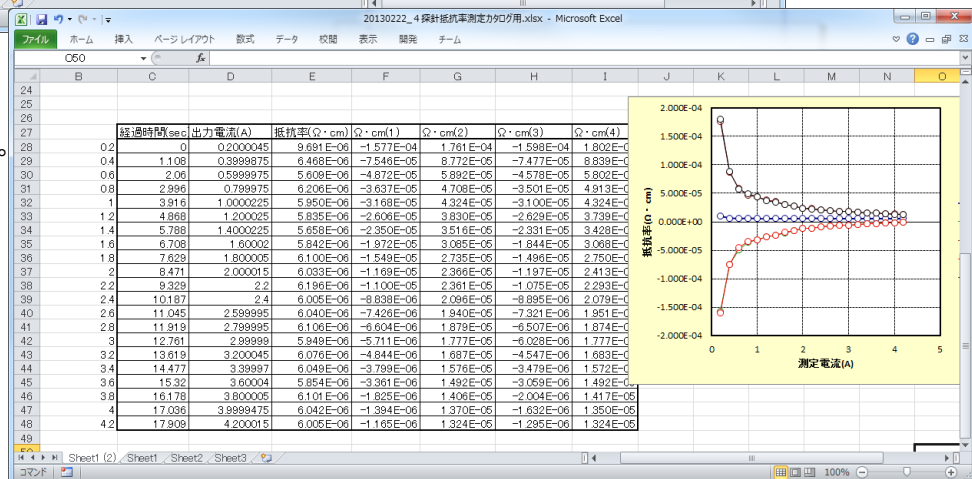 20130222_4探針抵抗率測定カタログ用.xlsx - Microsoft Excel
ファイル ホーム 挿入 ページレイアウト 数式 データ 校閲 表示 開発 チーム
O50 fx
B C D E F G H I J K L M N O
24
25
26
27 経過時間(sec 出力電流(A) 抵抗率(Ω・cm) Ω・cm(1) Ω・cm(2) Ω・cm(3) Ω・cm(4)
28 0.2 0 0.2000045 9.691E-06 -1.577E-04 1.761E-04 -1.598E-04 1.802E-0
29 0.4 1.108 0.3999875 6.468E-06 -7.546E-05 8.772E-05 -7.477E-05 8.839E-0
30 0.6 2.06 0.5999975 5.609E-06 -4.872E-05 5.892E-05 -4.578E-05 5.802E-0
31 0.8 2.996 0.799975 6.206E-06 -3.637E-05 4.708E-05 -3.501E-05 4.913E-0
32 1 3.916 1.0000225 5.950E-06 -3.168E-05 4.324E-05 -3.100E-05 4.324E-0
33 1.2 4.868 1.200025 5.835E-06 -2.606E-05 3.830E-05 -2.629E-05 3.739E-0
34 1.4 5.788 1.4000225 5.658E-06 -2.350E-05 3.516E-05 -2.331E-05 3.428E-0
35 1.6 6.708 1.60002 5.842E-06 -1.972E-05 3.085E-05 -1.844E-05 3.068E-0
36 1.8 7.629 1.800005 6.100E-06 -1.549E-05 2.735E-05 -1.496E-05 2.750E-0
37 2 8.471 2.000015 6.033E-06 -1.169E-05 2.366E-05 -1.197E-05 2.413E-0
38 2.2 9.329 2.2 6.196E-06 -1.100E-05 2.361E-05 -1.075E-05 2.293E-0
39 2.4 10.187 2.4 6.005E-06 -8.838E-06 2.096E-05 -8.895E-06 2.079E-0
40 2.6 11.045 2.599995 6.040E-06 -7.426E-06 1.940E-05 -7.321E-06 1.951E-0
41 2.8 11.919 2.799995 6.106E-06 -6.604E-06 1.879E-05 -6.507E-06 1.874E-0
42 3 12.761 2.99999 5.949E-06 -5.711E-06 1.777E-05 -6.028E-06 1.777E-0
43 3.2 13.619 3.200045 6.076E-06 -4.844E-06 1.687E-05 -4.547E-06 1.683E-0
44 3.4 14.477 3.39997 6.049E-06 -3.799E-06 1.576E-05 -3.479E-06 1.572E-0
45 3.6 15.32 3.60004 5.854E-06 -3.361E-06 1.492E-05 -3.059E-06 1.492E-05
46 3.8 16.178 3.800005 6.101E-06 -1.825E-06 1.406E-05 -2.004E-06 1.417E-05
47 4 17.036 3.9999475 6.042E-06 -1.394E-06 1.370E-05 -1.632E-06 1.350E-05
48 4.2 17.909 4.200015 6.005E-06 -1.165E-06 1.324E-05 -1.295E-06 1.324E-05
49
50
2.000E-04
1.500E-04
1.000E-04
5.000E-05
0.000E+00
-5.000E-05
-1.000E-04
-1.500E-04
-2.000E-04
抵抗率(Ω・cm)
0 1 2 3 4 5
測定電流(A)
Sheet1 (2) Sheet1 Sheet2 Sheet3
コマンド 100%